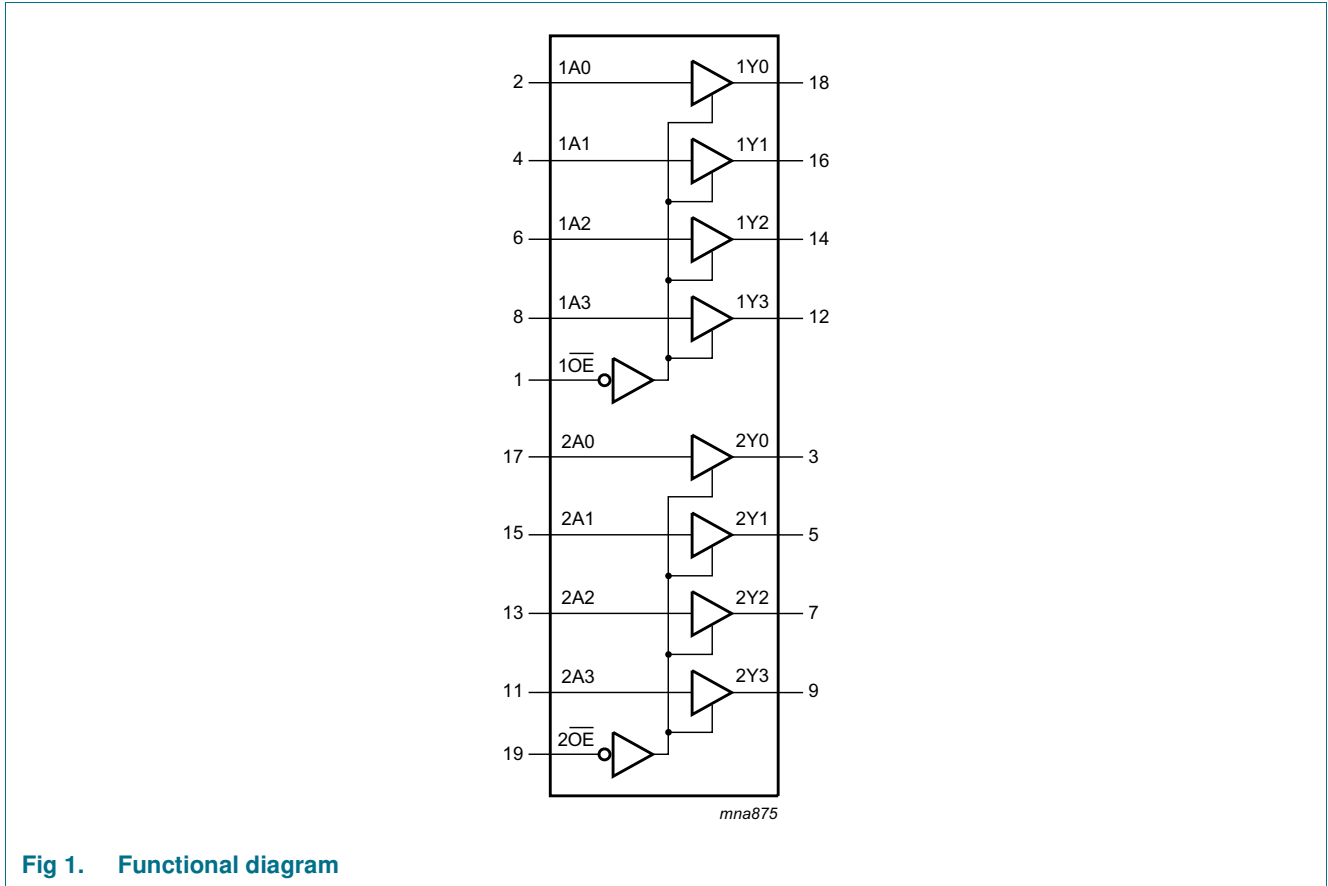 2 1A0 1Y0 18
4 1A1 1Y1 16
6 1A2 1Y2 14
8 1A3 1Y3 12
1 1O̅E̅
17 2A0 2Y0 3
15 2A1 2Y1 5
13 2A2 2Y2 7
11 2A3 2Y3 9
19 2O̅E̅
mna875
Fig 1. Functional diagram